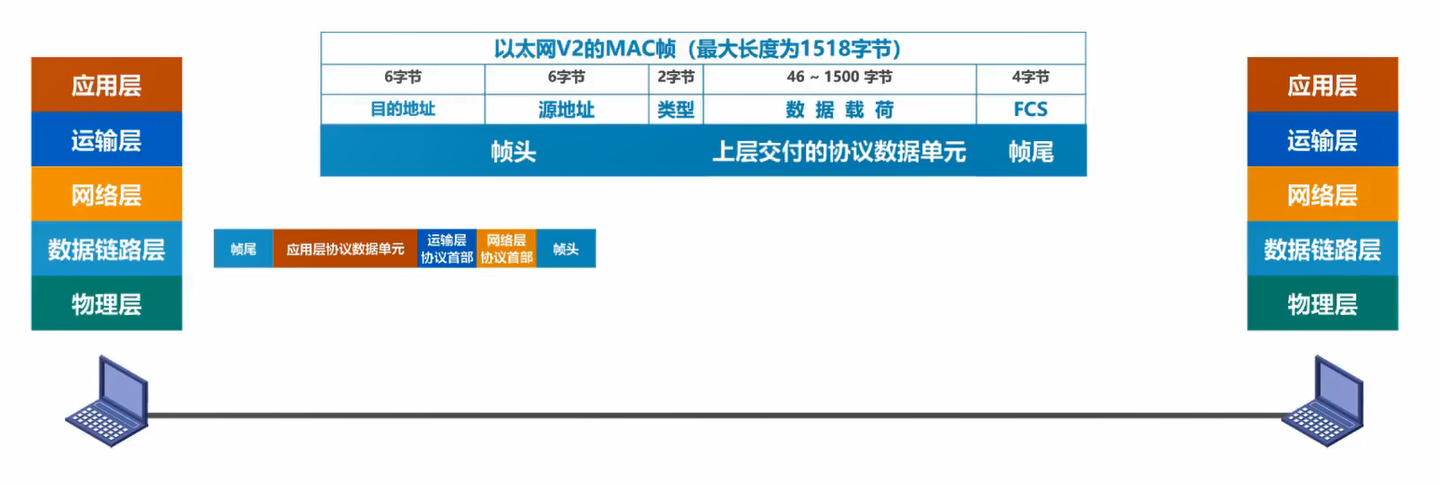 以太网V2的MAC帧（最大长度为1518字节）
6字节 6字节 2字节 46 ~ 1500 字节 4字节
目的地址 源地址 类型 数 据 载 荷 FCS
帧头 上层交付的协议数据单元 帧尾
应用层
运输层
网络层
数据链路层
物理层
帧尾 应用层协议数据单元 运输层 网络层 帧头
协议首部 协议首部
应用层
运输层
网络层
数据链路层
物理层